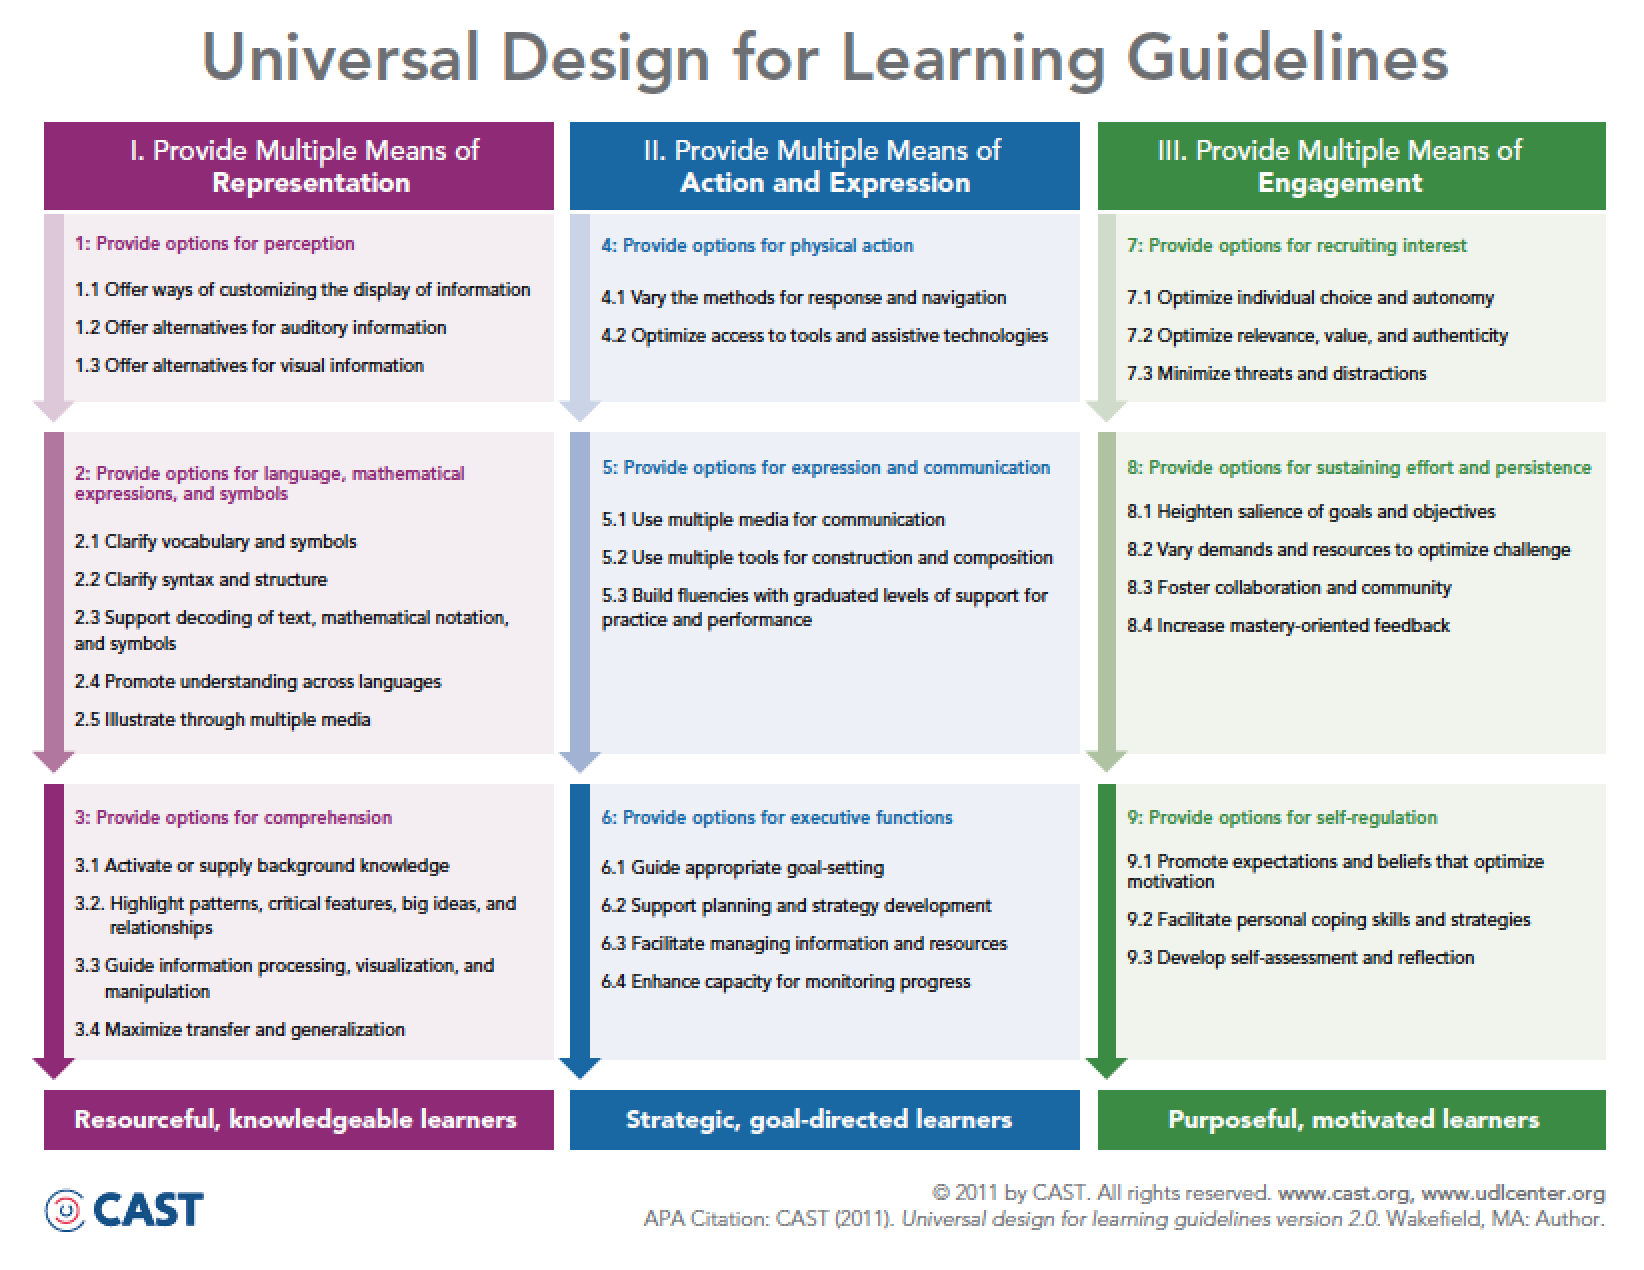 Universal Design for Learning Guidelines
I. Provide Multiple Means of
Representation
1: Provide options for perception
1.1 Offer ways of customizing the display of information
1.2 Offer alternatives for auditory information
1.3 Offer alternatives for visual information
2: Provide options for language, mathematical
expressions, and symbols
2.1 Clarify vocabulary and symbols
2.2 Clarify syntax and structure
2.3 Support decoding of text, mathematical notation,
and symbols
2.4 Promote understanding across languages
2.5 Illustrate through multiple media
3: Provide options for comprehension
3.1 Activate or supply background knowledge
3.2. Highlight patterns, critical features, big ideas, and
relationships
3.3 Guide information processing, visualization, and
manipulation
3.4 Maximize transfer and generalization
Resourceful, knowledgeable learners
II. Provide Multiple Means of
Action and Expression
4: Provide options for physical action
4.1 Vary the methods for response and navigation
4.2 Optimize access to tools and assistive technologies
5: Provide options for expression and communication
5.1 Use multiple media for communication
5.2 Use multiple tools for construction and composition
5.3 Build fluencies with graduated levels of support for
practice and performance
6: Provide options for executive functions
6.1 Guide appropriate goal-setting
6.2 Support planning and strategy development
6.3 Facilitate managing information and resources
6.4 Enhance capacity for monitoring progress
Strategic, goal-directed learners
III. Provide Multiple Means of
Engagement
7: Provide options for recruiting interest
7.1 Optimize individual choice and autonomy
7.2 Optimize relevance, value, and authenticity
7.3 Minimize threats and distractions
8: Provide options for sustaining effort and persistence
8.1 Heighten salience of goals and objectives
8.2 Vary demands and resources to optimize challenge
8.3 Foster collaboration and community
8.4 Increase mastery-oriented feedback
9: Provide options for self-regulation
9.1 Promote expectations and beliefs that optimize
motivation
9.2 Facilitate personal coping skills and strategies
9.3 Develop self-assessment and reflection
Purposeful, motivated learners
CAST
© 2011 by CAST. All rights reserved. www.cast.org, www.udlcenter.org
APA Citation: CAST (2011). Universal design for learning guidelines version 2.0. Wakefield, MA: Author.